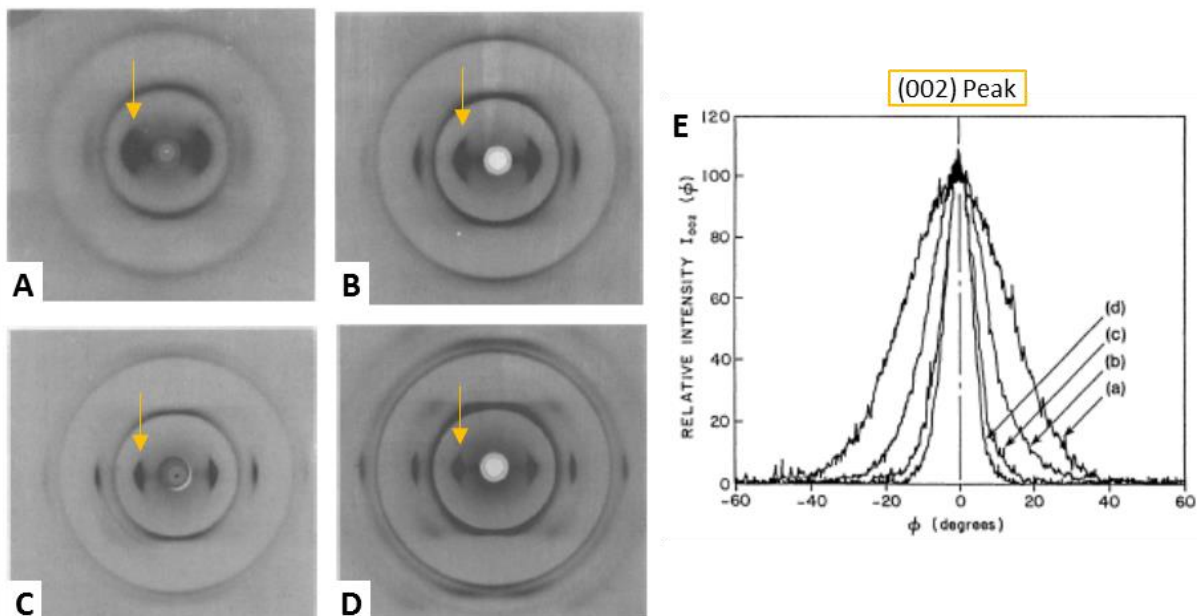 A
B
C
D
(002) Peak
E
RELATIVE INTENSITY I₀₀₂ (ϕ)
120
100
80
60
40
20
0
(d)
(c)
(b)
(a)
-60
-40
-20
0
20
40
60
ϕ (degrees)